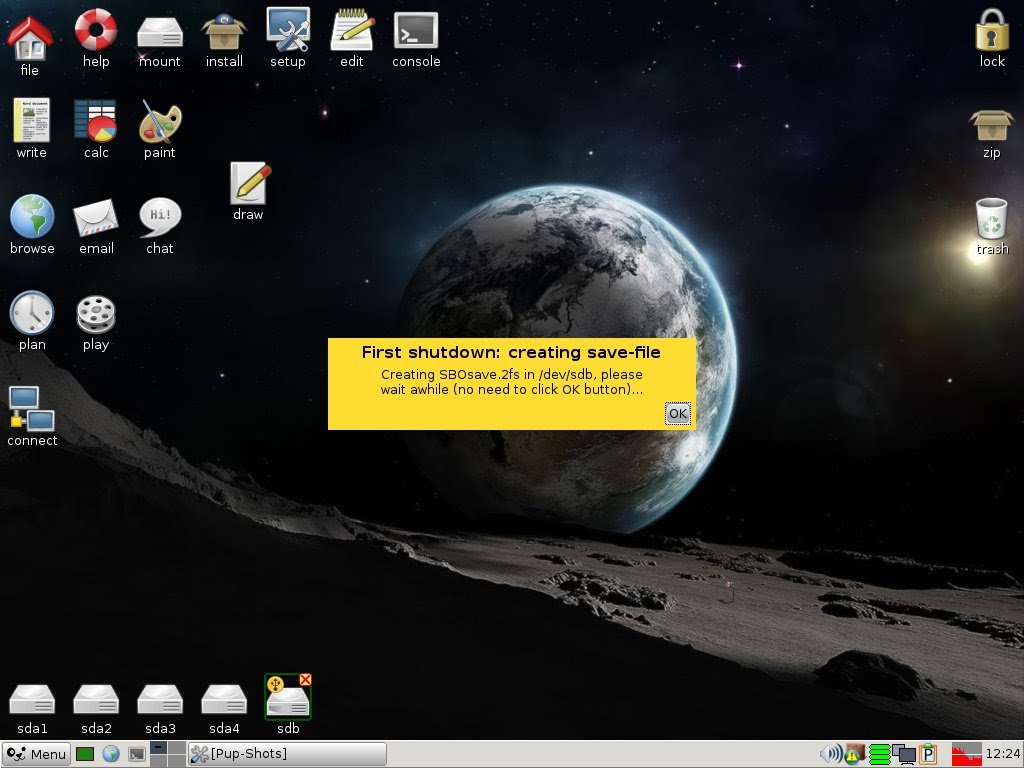 file
help
mount
install
setup
edit
console
lock
write
calc
paint
zip
draw
browse
email
Hi!
chat
trash
plan
play
First shutdown: creating save-file
Creating SBOsave.2fs in /dev/sdb, please
wait awhile (no need to click OK button)...
OK
connect
sda1
sda2
sda3
sda4
sdb
Menu
[Pup-Shots]
P
12:24